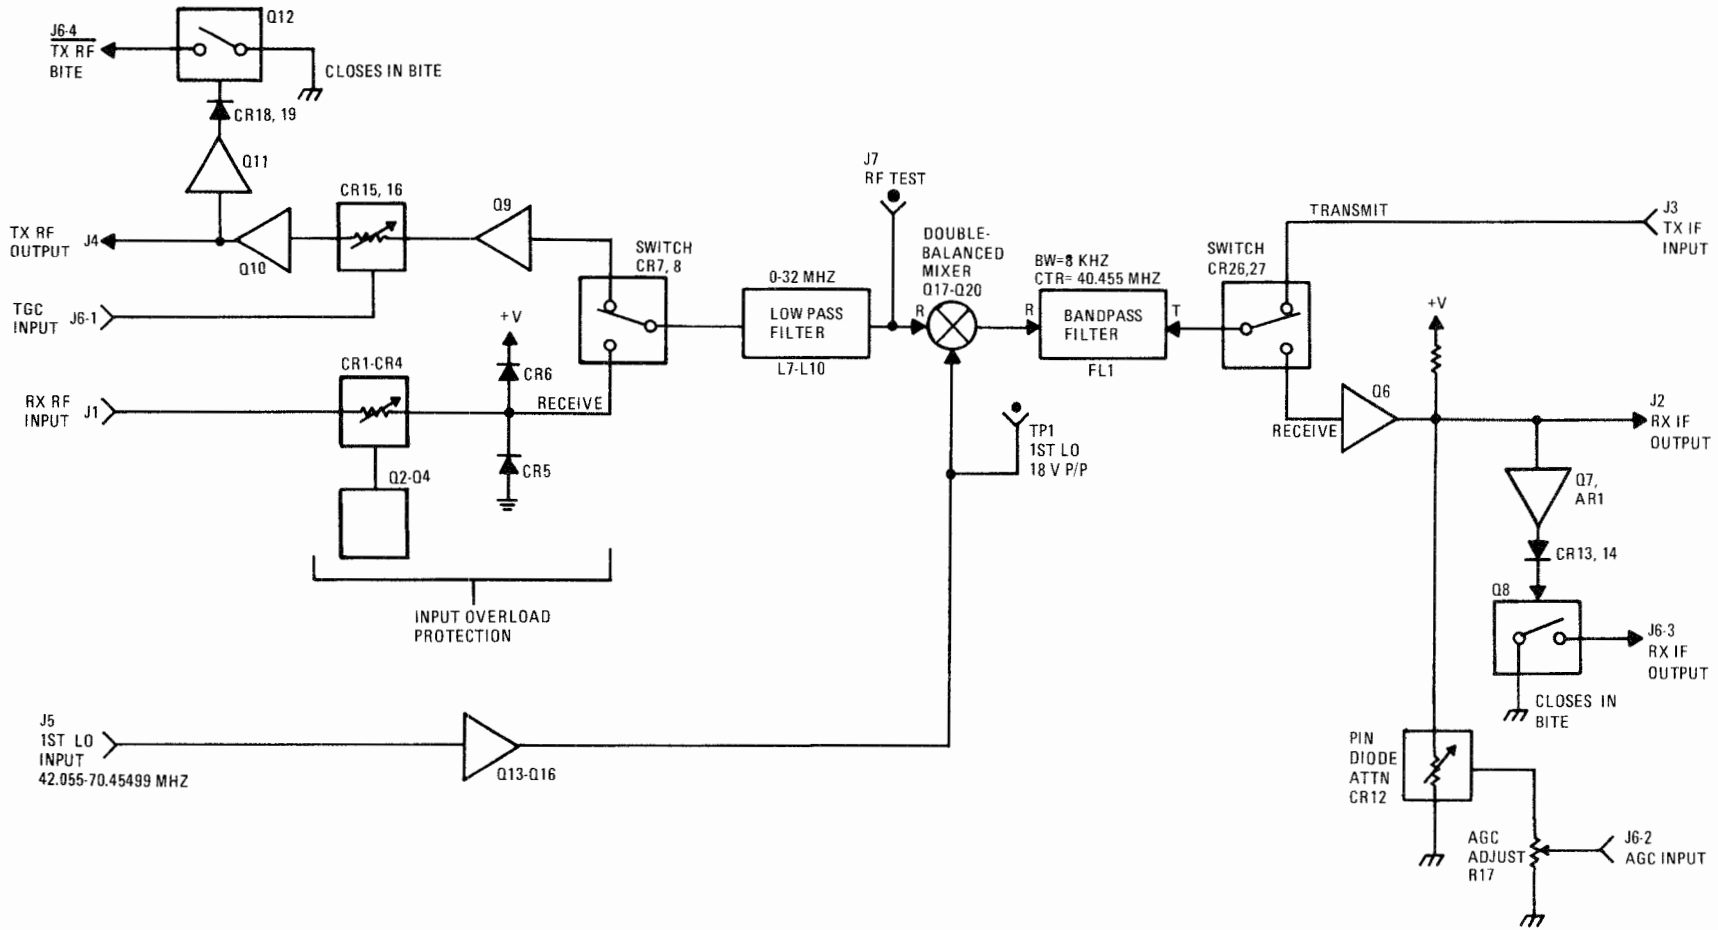 J6-4
TX RF
BITE
Q12
CLOSES IN BITE
CR18, 19
Q11
CR15, 16
Q9
TX RF
OUTPUT
J4
Q10
TGC
INPUT
J6-1
SWITCH
CR7, 8
+V
CR6
CR1-CR4
RX RF
INPUT
J1
RECEIVE
CR5
Q2-Q4
INPUT OVERLOAD
PROTECTION
0-32 MHZ
LOW PASS
FILTER
L7-L10
J7
RF TEST
DOUBLE-
BALANCED
MIXER
Q17-Q20
R
BW=8 KHZ
CTR= 40.455 MHZ
R
BANDPASS
FILTER
T
FL1
TP1
1ST LO
18 V P/P
SWITCH
CR26,27
TRANSMIT
J3
TX IF
INPUT
+V
RECEIVE
Q6
J2
RX IF
OUTPUT
Q7,
AR1
CR13, 14
Q8
J6-3
RX IF
OUTPUT
CLOSES IN
BITE
PIN
DIODE
ATTN
CR12
AGC
ADJUST
R17
J6-2
AGC INPUT
J5
1ST LO
INPUT
42.055-70.45499 MHZ
Q13-Q16